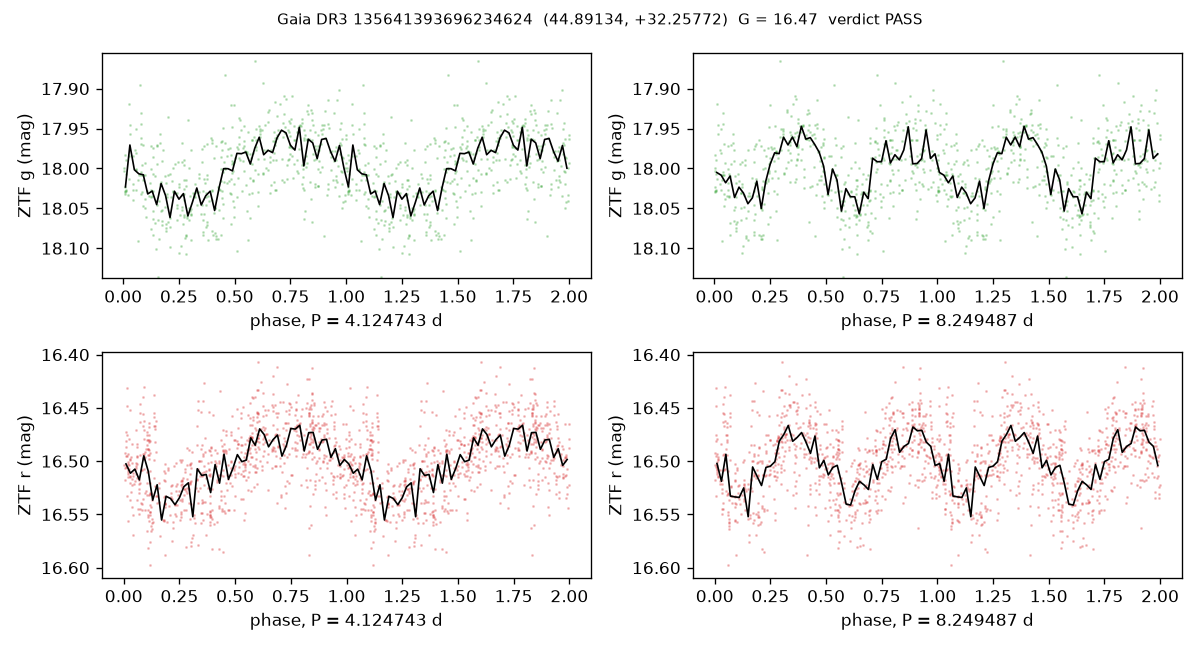 Gaia DR3 135641393696234624 (44.89134, +32.25772) G = 16.47 verdict PASS
ZTF g (mag)
17.90
17.95
18.00
18.05
18.10
0.00 0.25 0.50 0.75 1.00 1.25 1.50 1.75 2.00
phase, P = 4.124743 d
ZTF g (mag)
17.90
17.95
18.00
18.05
18.10
0.00 0.25 0.50 0.75 1.00 1.25 1.50 1.75 2.00
phase, P = 8.249487 d
ZTF r (mag)
16.40
16.45
16.50
16.55
16.60
0.00 0.25 0.50 0.75 1.00 1.25 1.50 1.75 2.00
phase, P = 4.124743 d
ZTF r (mag)
16.40
16.45
16.50
16.55
16.60
0.00 0.25 0.50 0.75 1.00 1.25 1.50 1.75 2.00
phase, P = 8.249487 d